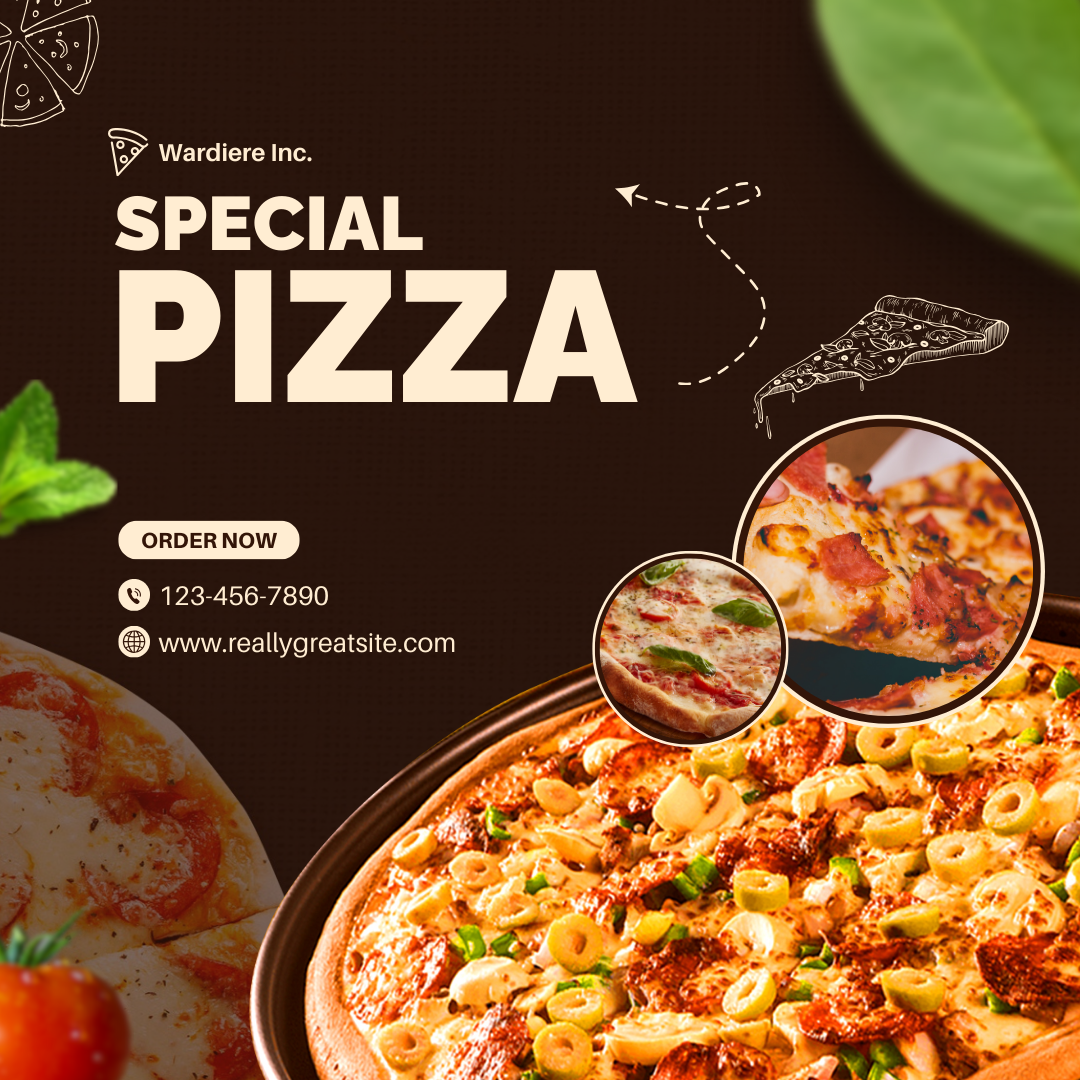 Wardiere Inc.
SPECIAL
PIZZA
ORDER NOW
123-456-7890
www.reallygreatsite.com